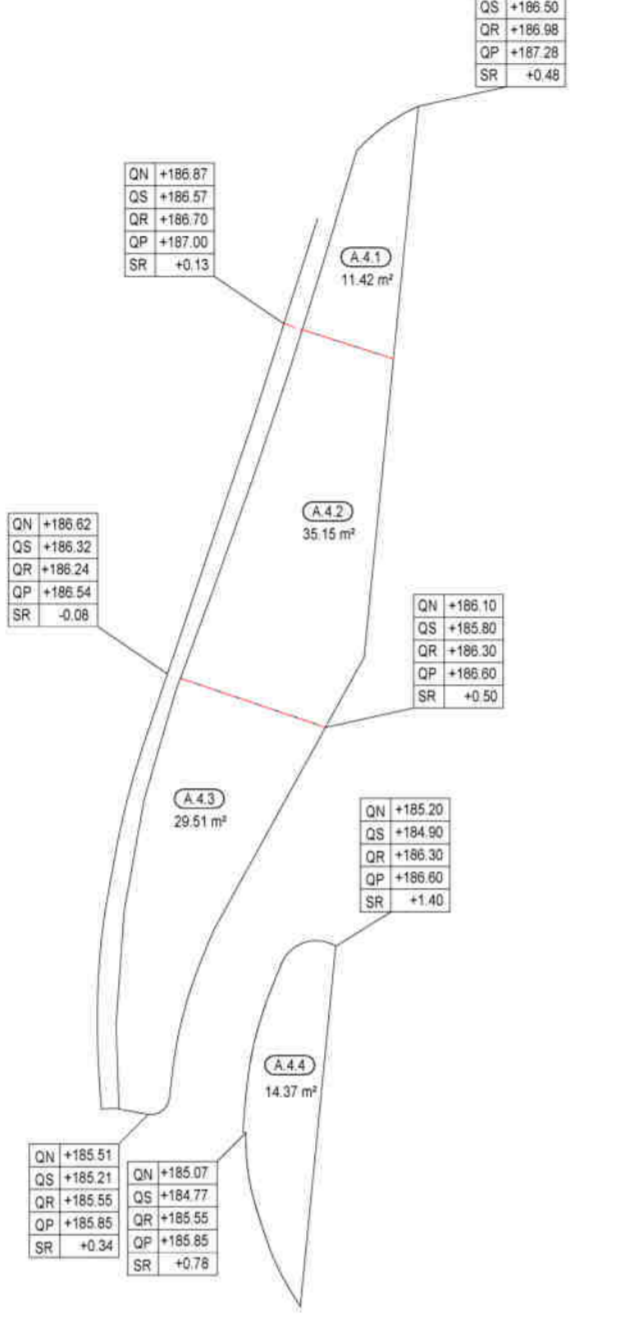 QS +186.50
QR +186.98
QP +187.28
SR +0.48
QN +186.87
QS +186.57
QR +186.70
QP +187.00
SR +0.13
A.4.1
11.42 m²
A.4.2
35.15 m²
QN +186.62
QS +186.32
QR +186.24
QP +186.54
SR -0.08
QN +186.10
QS +185.80
QR +186.30
QP +186.60
SR +0.50
A.4.3
29.51 m²
QN +185.20
QS +184.90
QR +186.30
QP +186.60
SR +1.40
A.4.4
14.37 m²
QN +185.51
QS +185.21
QR +185.55
QP +185.85
SR +0.34
QN +185.07
QS +184.77
QR +185.55
QP +185.85
SR +0.78